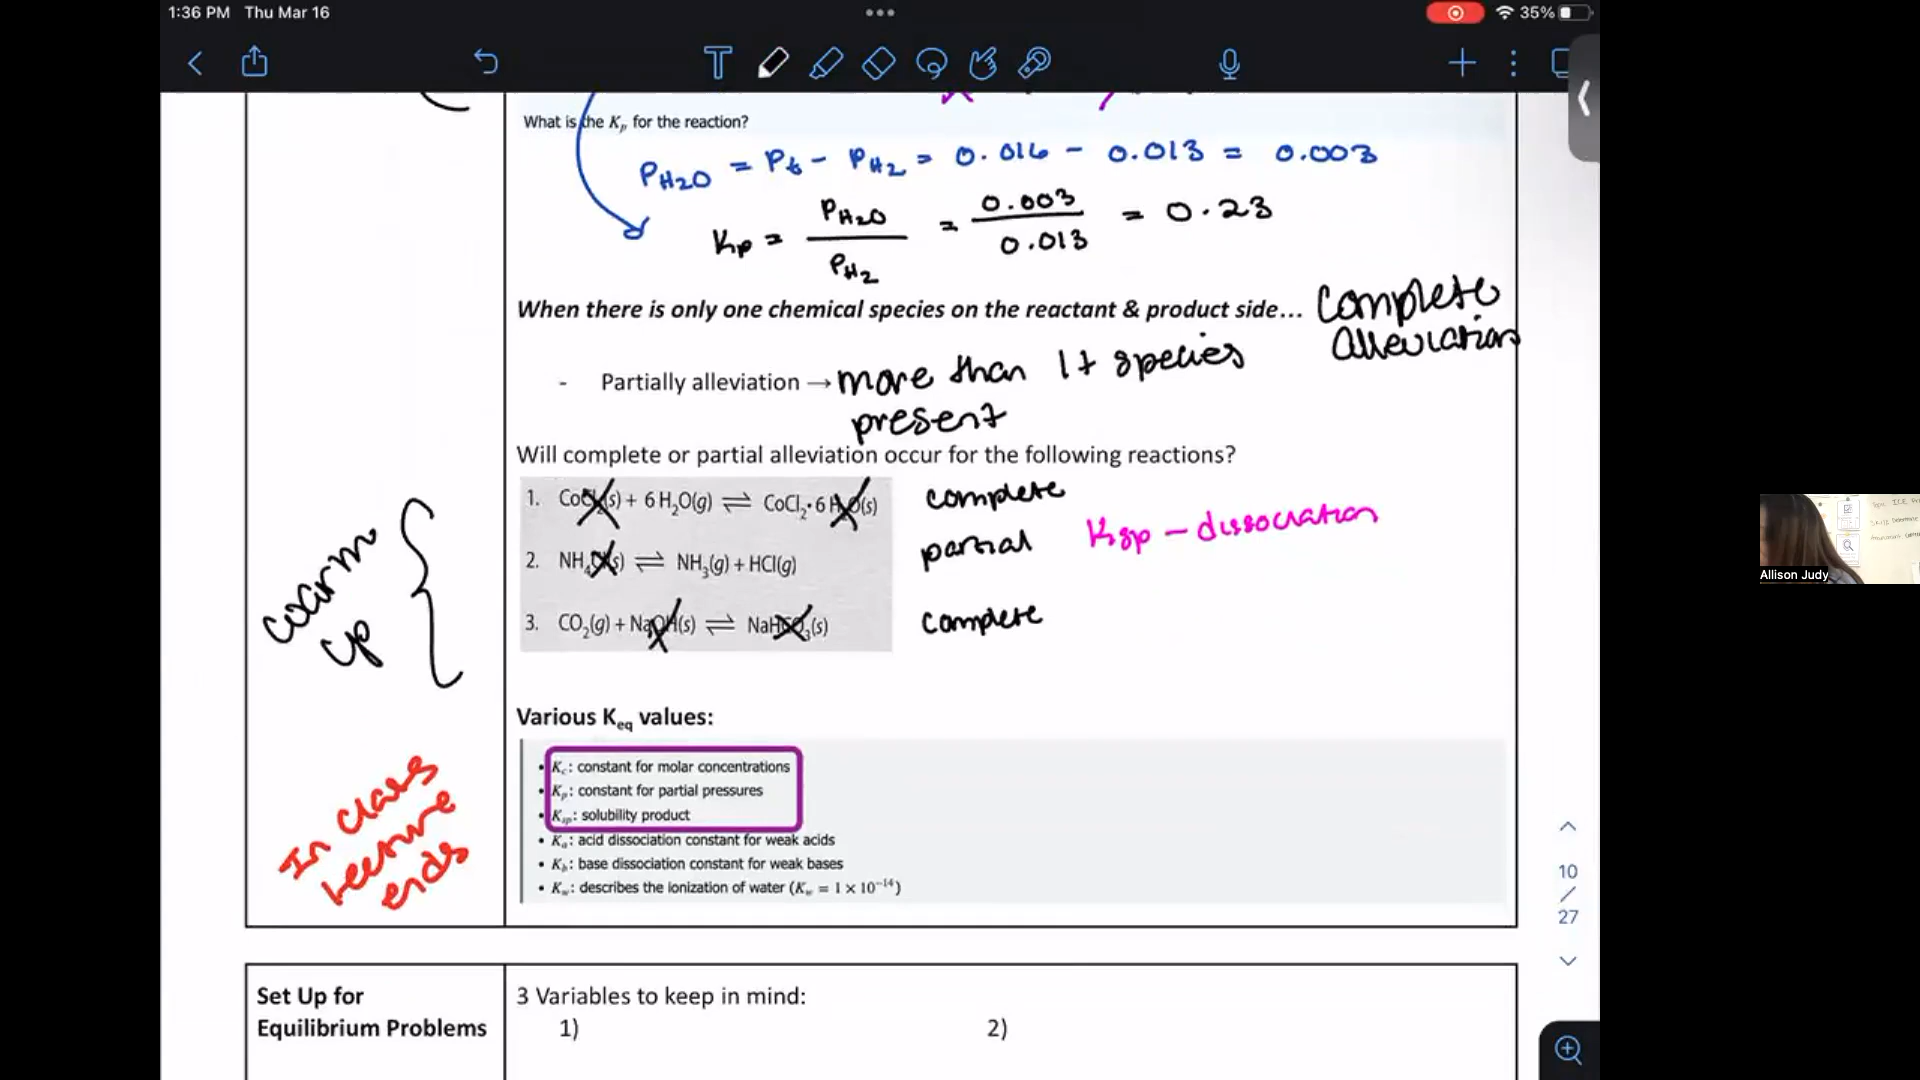 1:36 PM Thu Mar 16
35%
What is the Kp for the reaction?
PH2O = Pt - PH2 = 0.016 - 0.013 = 0.003
Kp = PH2O / PH2 = 0.003 / 0.013 = 0.23
When there is only one chemical species on the reactant & product side... complete
alleviation
- Partially alleviation → more than 1+ species
present
Will complete or partial alleviation occur for the following reactions?
1. CoCl2(s) + 6 H2O(g) ⇌ CoCl2·6 H2O(s) complete
2. NH4Cl(s) ⇌ NH3(g) + HCl(g) partial Ksp - dissociation
3. CO2(g) + NaOH(s) ⇌ NaHCO3(s) complete
warm
up
Various Keq values:
• Kc: constant for molar concentrations
• Kp: constant for partial pressures
• Ksp: solubility product
• Ka: acid dissociation constant for weak acids
• Kb: base dissociation constant for weak bases
• Kw: describes the ionization of water (Kw = 1 × 10⁻¹⁴)
In class
lecture
ends
10
/
27
Set Up for
Equilibrium Problems
3 Variables to keep in mind:
1) 2)
Allison Judy